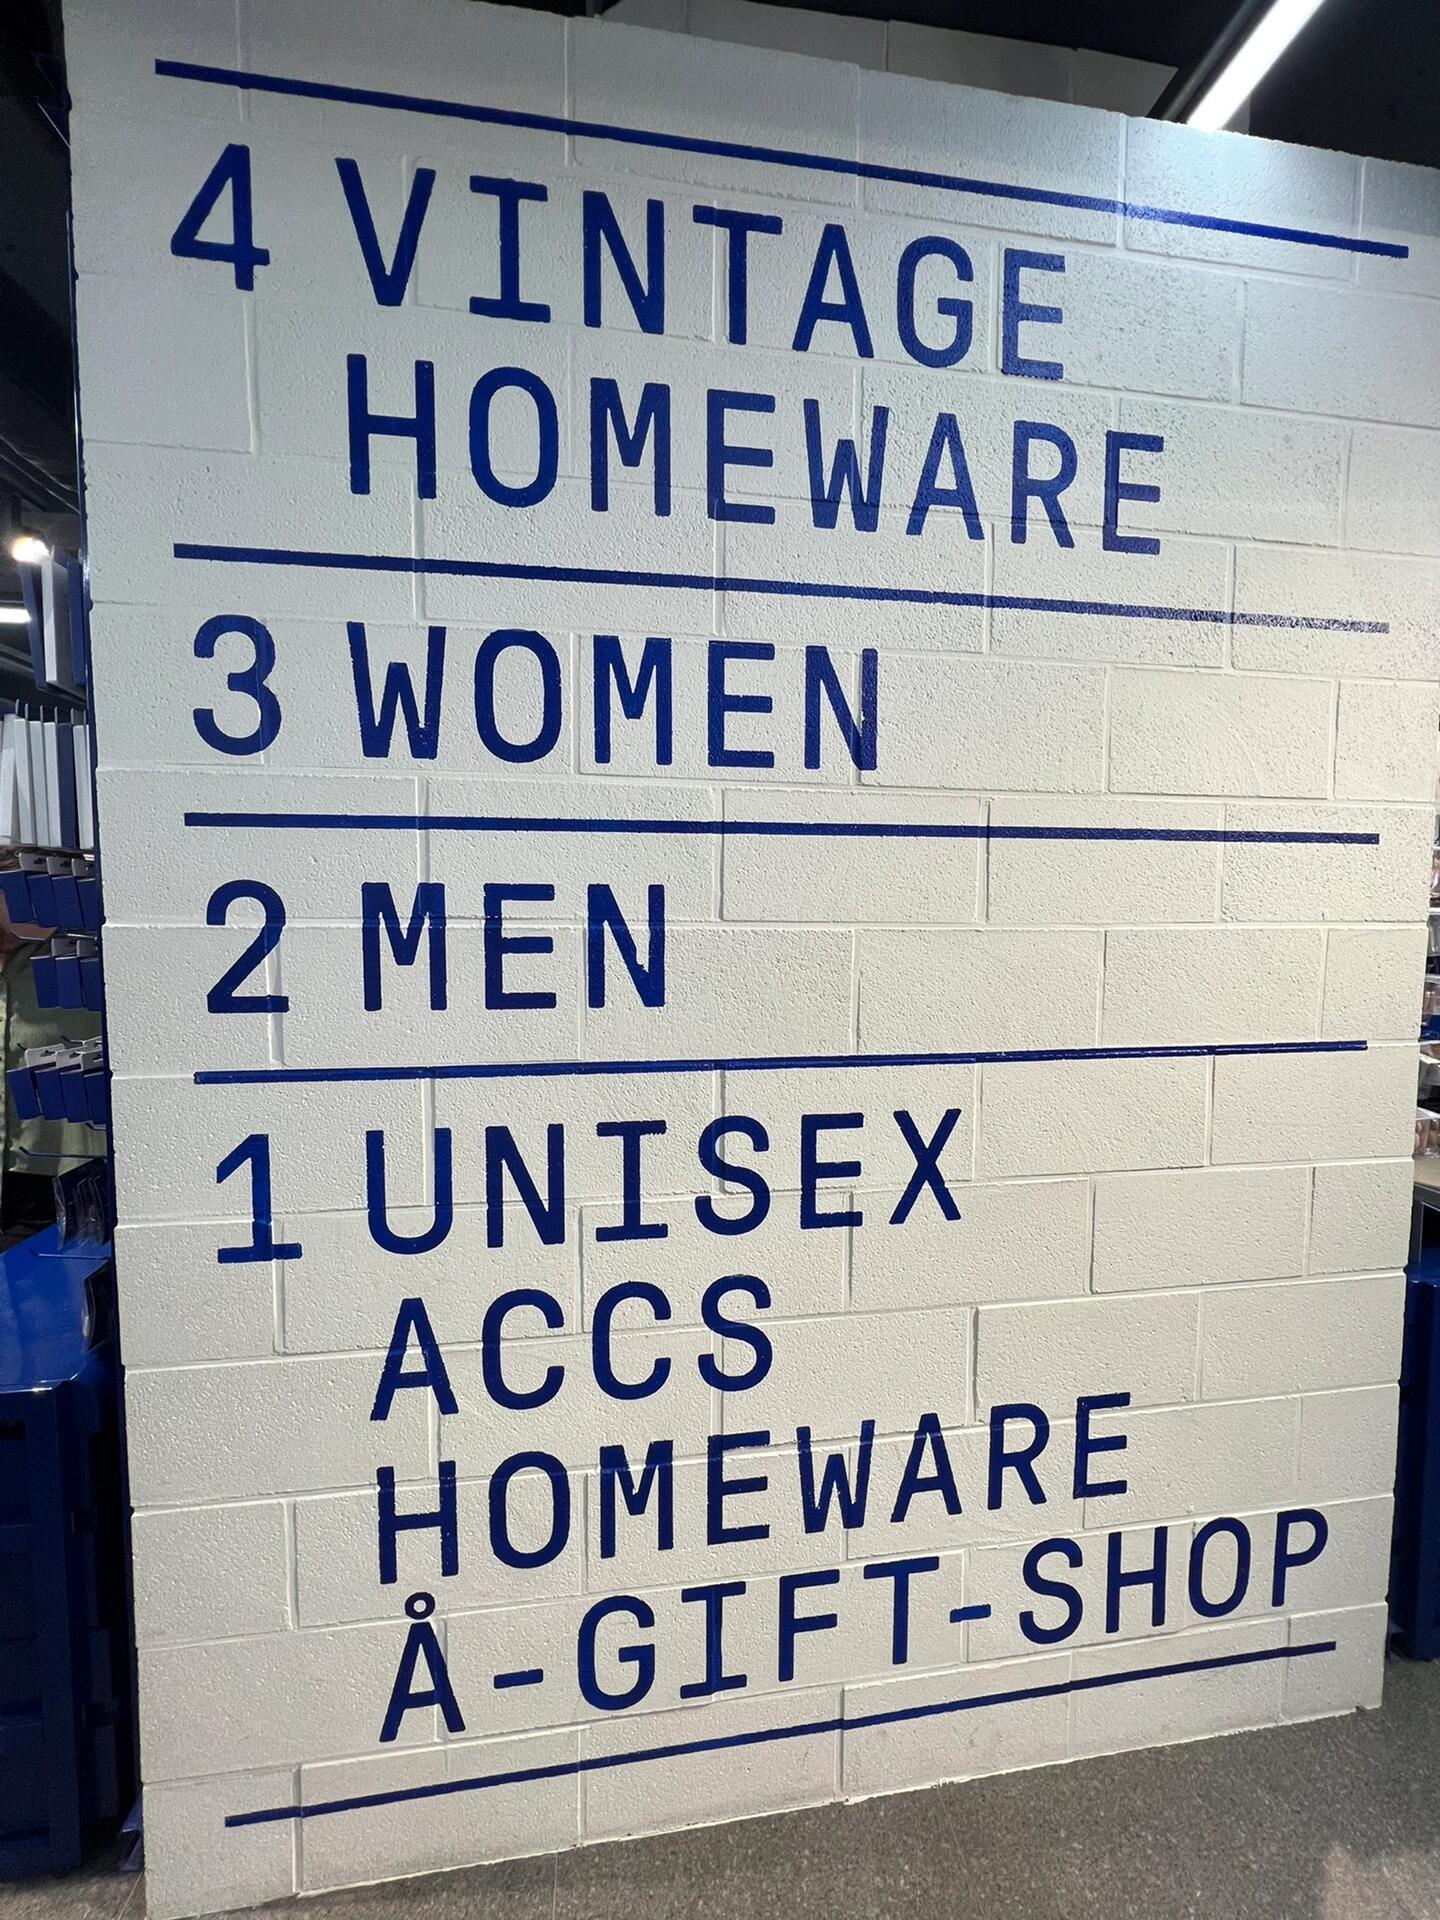 4 VINTAGE
HOMEWARE
3 WOMEN
2 MEN
1 UNISEX
ACCS
HOMEWARE
Å-GIFT-SHOP